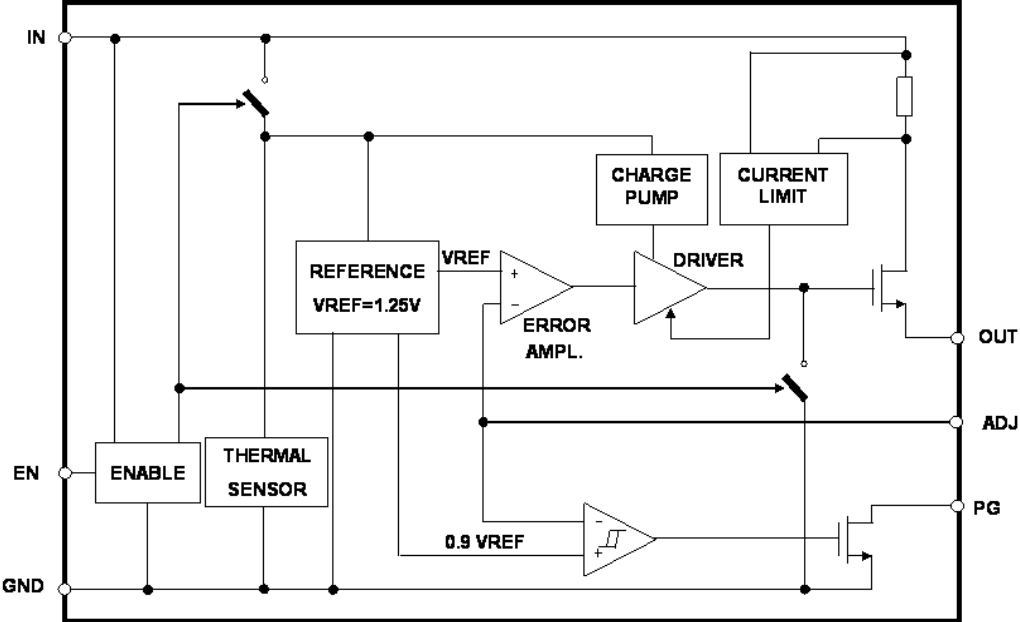 IN
CHARGE
PUMP
CURRENT
LIMIT
VREF
DRIVER
REFERENCE
VREF=1.25V
+
−
ERROR
AMPL.
OUT
ADJ
EN
ENABLE
THERMAL
SENSOR
PG
0.9 VREF
−
+
GND